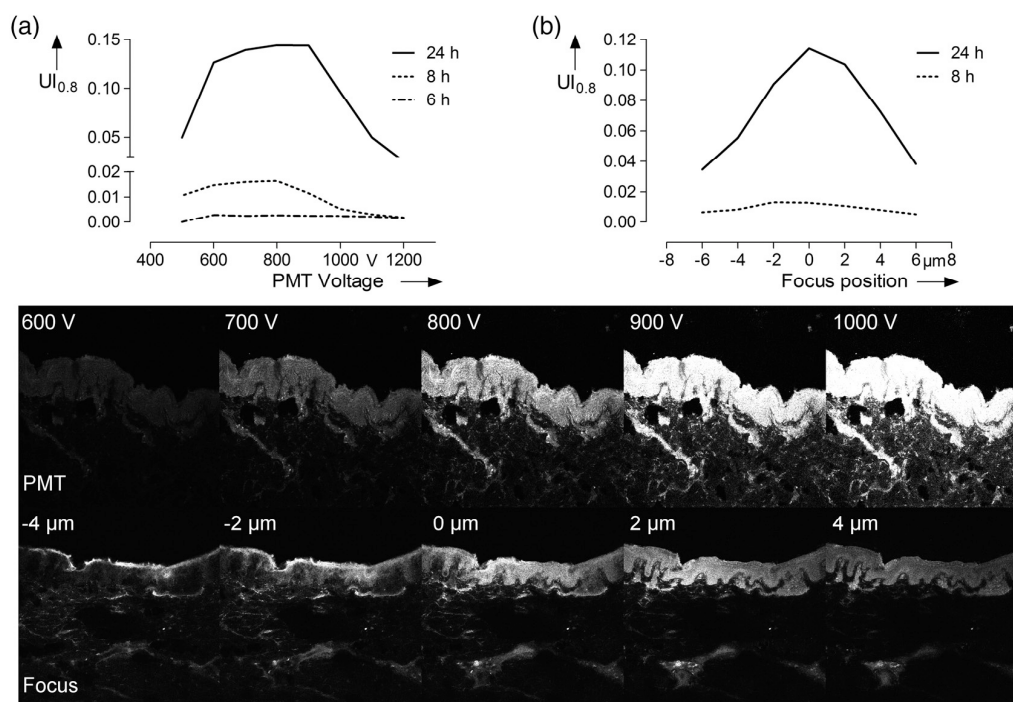 (a)
UI0.8
0.15
0.10
0.05
0.02
0.01
0.00
24 h
8 h
6 h
400 600 800 1000 V 1200
PMT Voltage
(b)
UI0.8
0.12
0.10
0.08
0.06
0.04
0.02
0.00
24 h
8 h
-8 -6 -4 -2 0 2 4 6 µm 8
Focus position
600 V 700 V 800 V 900 V 1000 V
PMT
-4 µm -2 µm 0 µm 2 µm 4 µm
Focus